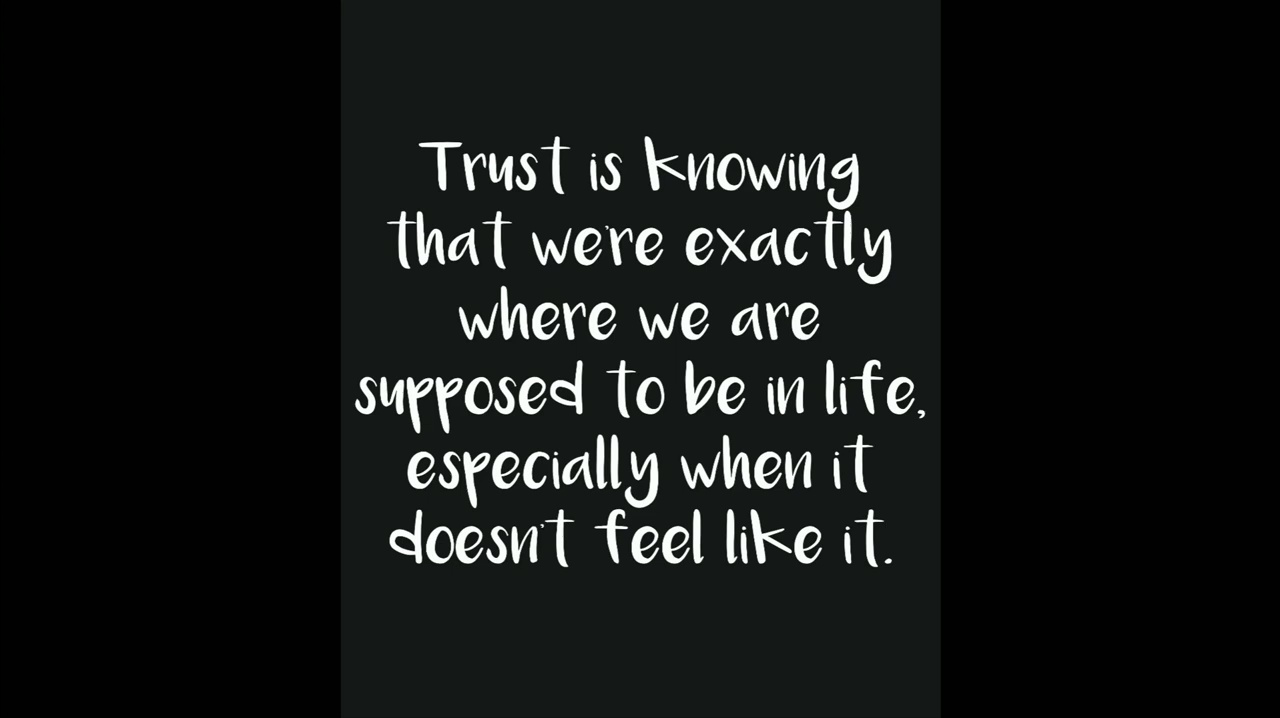 Trust is knowing
that we're exactly
where we are
supposed to be in life,
especially when it
doesn't feel like it.